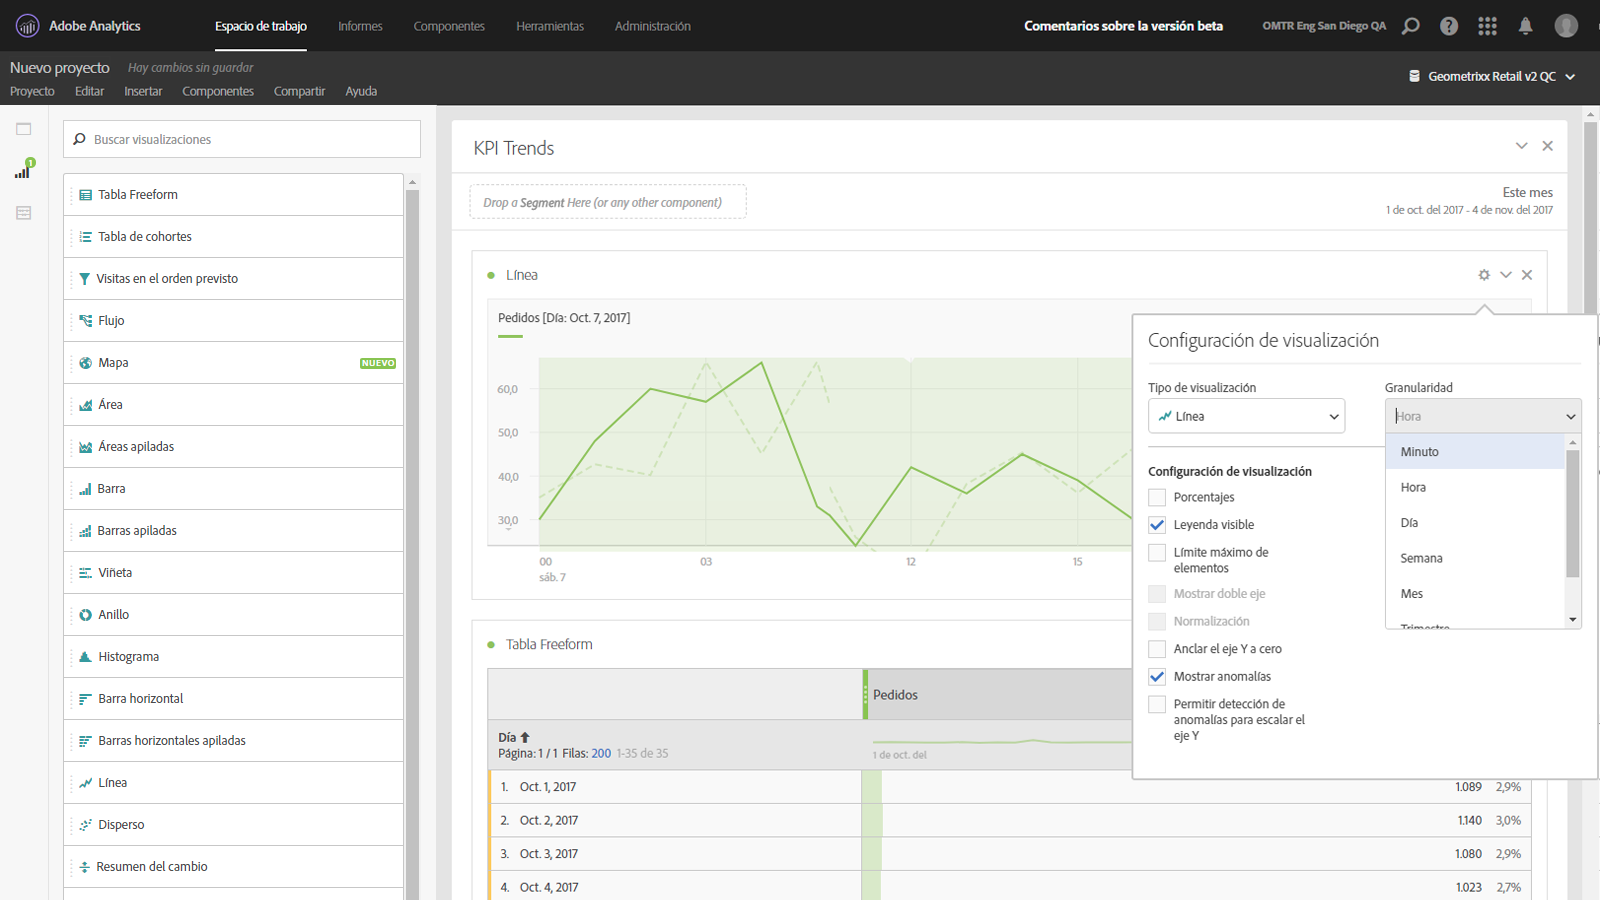 Adobe Analytics
Espacio de trabajo
Informes
Componentes
Herramientas
Administración
Comentarios sobre la versión beta
OMTR Eng San Diego QA
Nuevo proyecto
Hay cambios sin guardar
Proyecto
Editar
Insertar
Componentes
Compartir
Ayuda
Geometrixx Retail v2 QC
1
Buscar visualizaciones
Tabla Freeform
Tabla de cohortes
Visitas en el orden previsto
Flujo
Mapa
NUEVO
Área
Áreas apiladas
Barra
Barras apiladas
Viñeta
Anillo
Histograma
Barra horizontal
Barras horizontales apiladas
Línea
Disperso
Resumen del cambio
KPI Trends
Drop a Segment Here (or any other component)
Este mes
1 de oct. del 2017 - 4 de nov. del 2017
Línea
Pedidos [Día: Oct. 7, 2017]
60,0
50,0
40,0
30,0
00
03
12
15
sáb. 7
Configuración de visualización
Tipo de visualización
Línea
Granularidad
Hora
Minuto
Hora
Día
Semana
Mes
Trimestre
Configuración de visualización
Porcentajes
Leyenda visible
Límite máximo de
elementos
Mostrar doble eje
Normalización
Anclar el eje Y a cero
Mostrar anomalías
Permitir detección de
anomalías para escalar el
eje Y
Tabla Freeform
Pedidos
Día
Página: 1 / 1 Filas: 200 1-35 de 35
1 de oct. del
1. Oct. 1, 2017 1.089 2,9%
2. Oct. 2, 2017 1.140 3,0%
3. Oct. 3, 2017 1.080 2,9%
4. Oct. 4, 2017 1.023 2,7%